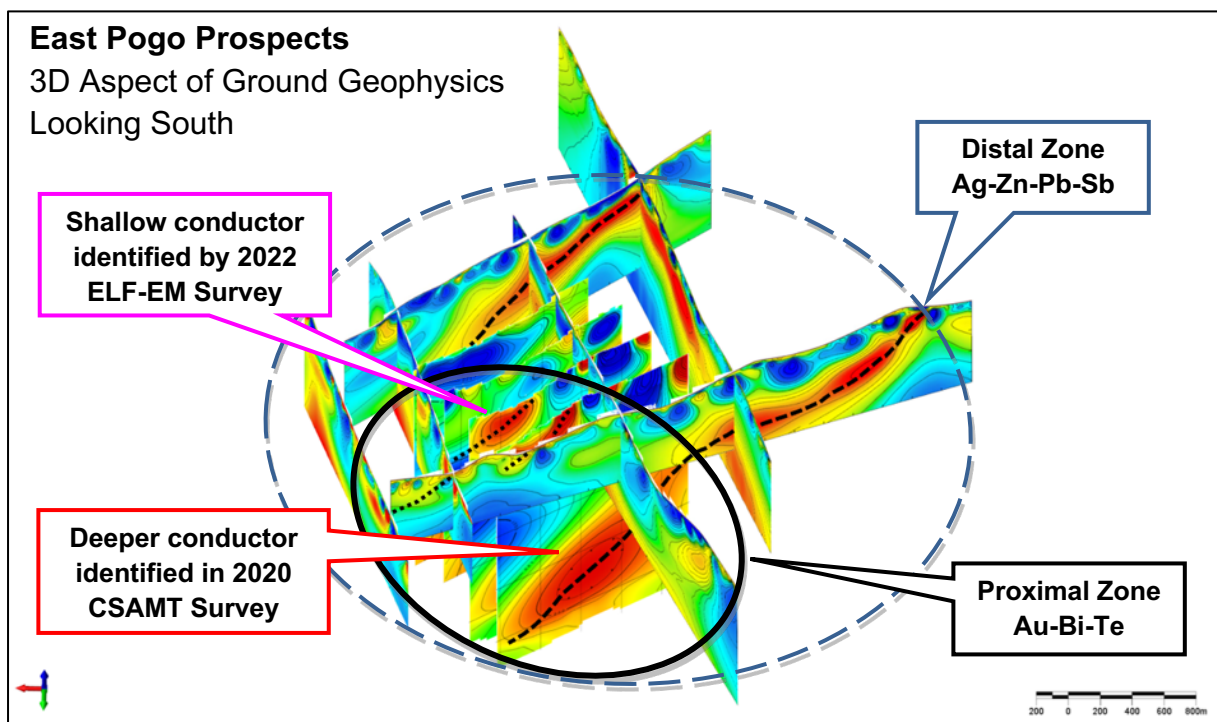 East Pogo Prospects
3D Aspect of Ground Geophysics
Looking South
Distal Zone
Ag-Zn-Pb-Sb
Shallow conductor
identified by 2022
ELF-EM Survey
Deeper conductor
identified in 2020
CSAMT Survey
Proximal Zone
Au-Bi-Te
200 0 200 400 600 800m